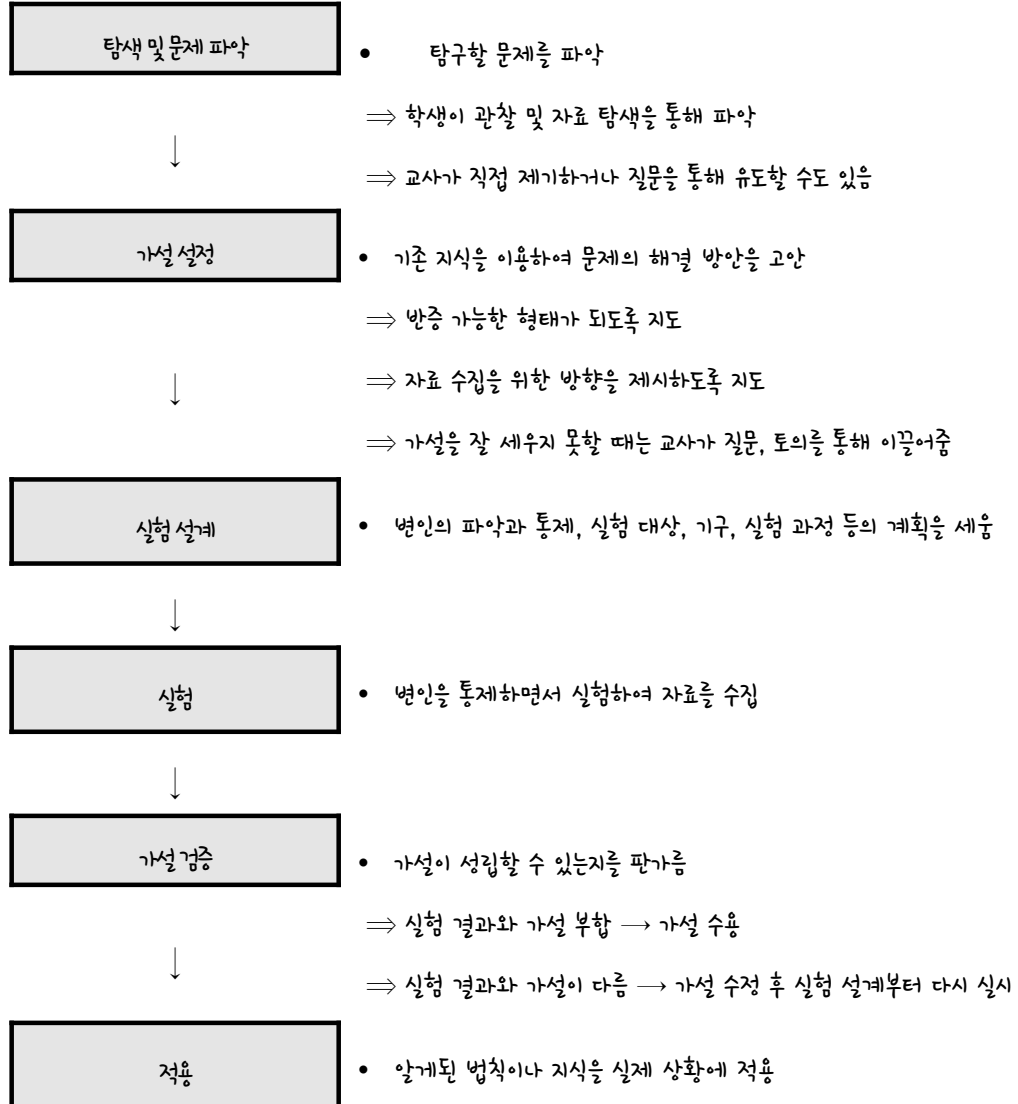 탐색 및 문제 파악
• 탐구할 문제를 파악
⟹ 학생이 관찰 및 자료 탐색을 통해 파악
↓
⟹ 교사가 직접 제기하거나 질문을 통해 유도할 수도 있음
가설 설정
• 기존 지식을 이용하여 문제의 해결 방안을 고안
⟹ 반증 가능한 형태가 되도록 지도
↓
⟹ 자료 수집을 위한 방향을 제시하도록 지도
⟹ 가설을 잘 세우지 못할 때는 교사가 질문, 토의를 통해 이끌어줌
실험 설계
• 변인의 파악과 통제, 실험 대상, 기구, 실험 과정 등의 계획을 세움
↓
실험
• 변인을 통제하면서 실험하여 자료를 수집
↓
가설 검증
• 가설이 성립할 수 있는지를 판가름
⟹ 실험 결과와 가설 부합 ⟶ 가설 수용
↓
⟹ 실험 결과와 가설이 다름 ⟶ 가설 수정 후 실험 설계부터 다시 실시
적용
• 알게된 법칙이나 지식을 실제 상황에 적용